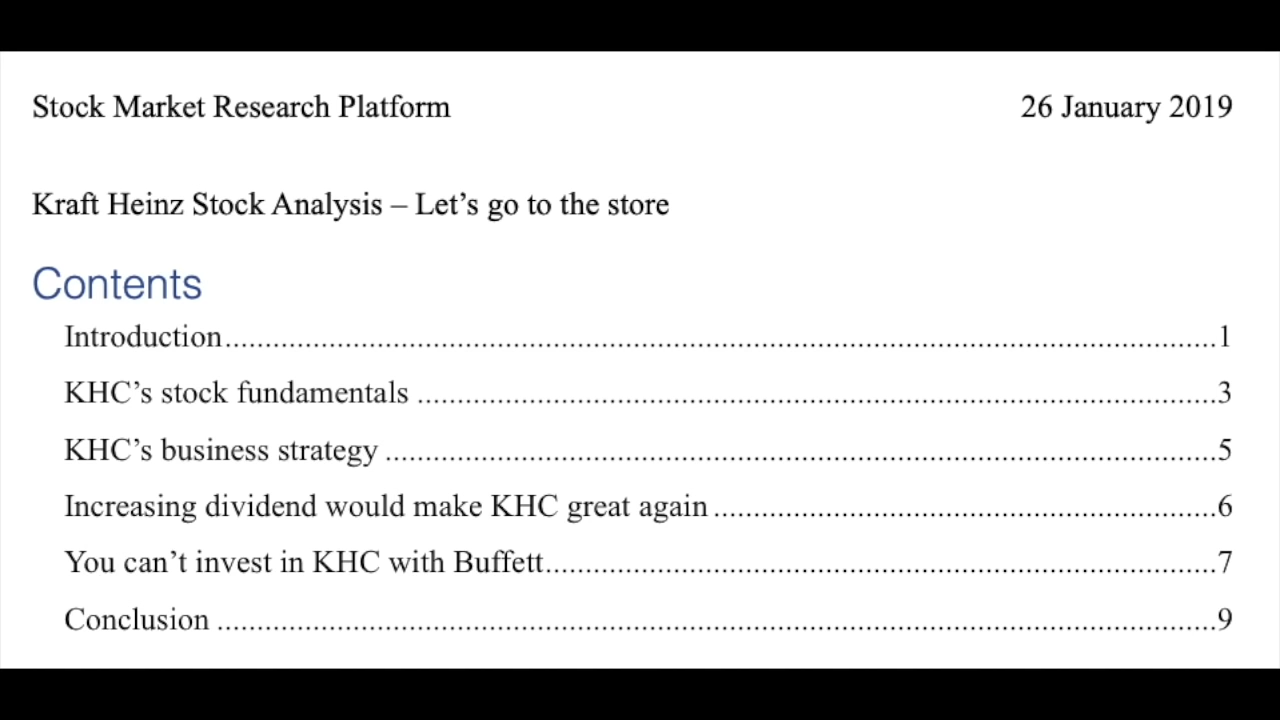 Stock Market Research Platform 26 January 2019
Kraft Heinz Stock Analysis – Let’s go to the store
Contents
Introduction...1
KHC’s stock fundamentals...3
KHC’s business strategy...5
Increasing dividend would make KHC great again...6
You can’t invest in KHC with Buffett...7
Conclusion...9